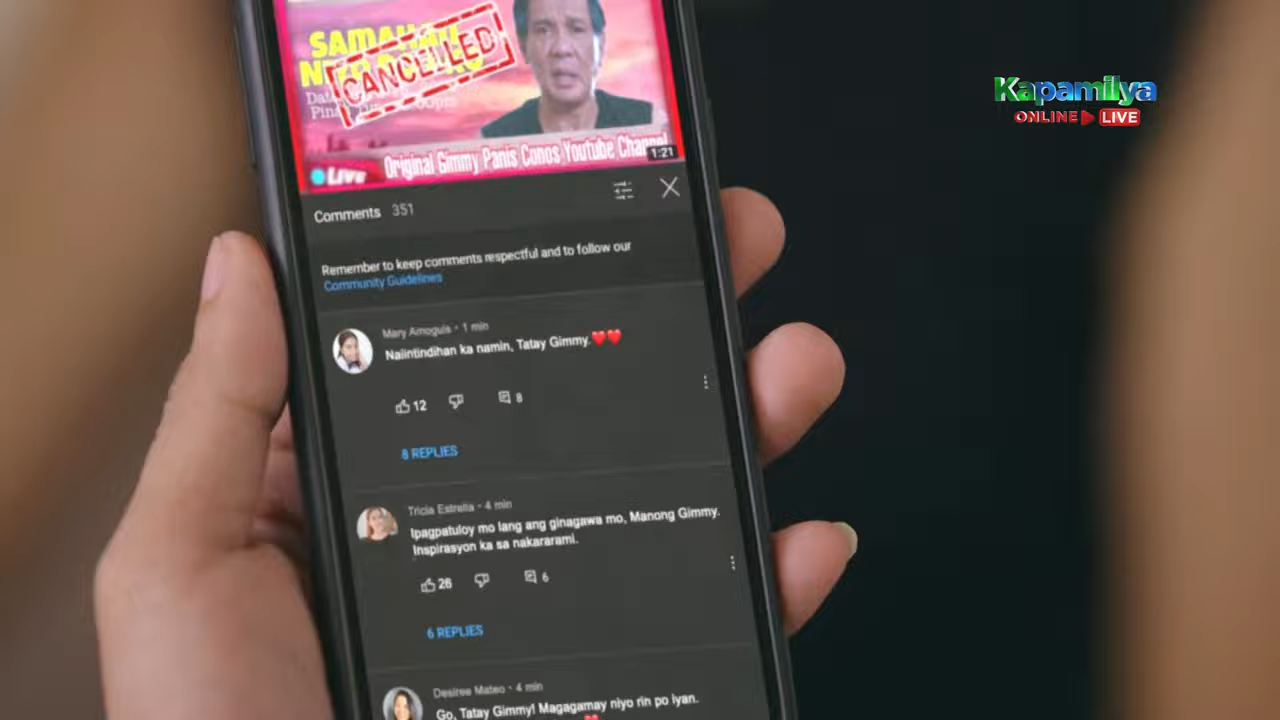 SAMAHAN
CANCELLED
Original Gimmy Panis Conos Youtube Channel
LIVE
1:21
Kapamilya
ONLINE LIVE
Comments 351
Remember to keep comments respectful and to follow our
Community Guidelines
Mary Amoguis • 1 min
Naiintindihan ka namin, Tatay Gimmy.❤️❤️
12
8
8 REPLIES
Tricia Estrella • 4 min
Ipagpatuloy mo lang ang ginagawa mo, Manong Gimmy.
Inspirasyon ka sa nakararami.
26
6
6 REPLIES
Desiree Mateo • 4 min
Go, Tatay Gimmy! Magagamay niyo rin po iyan.